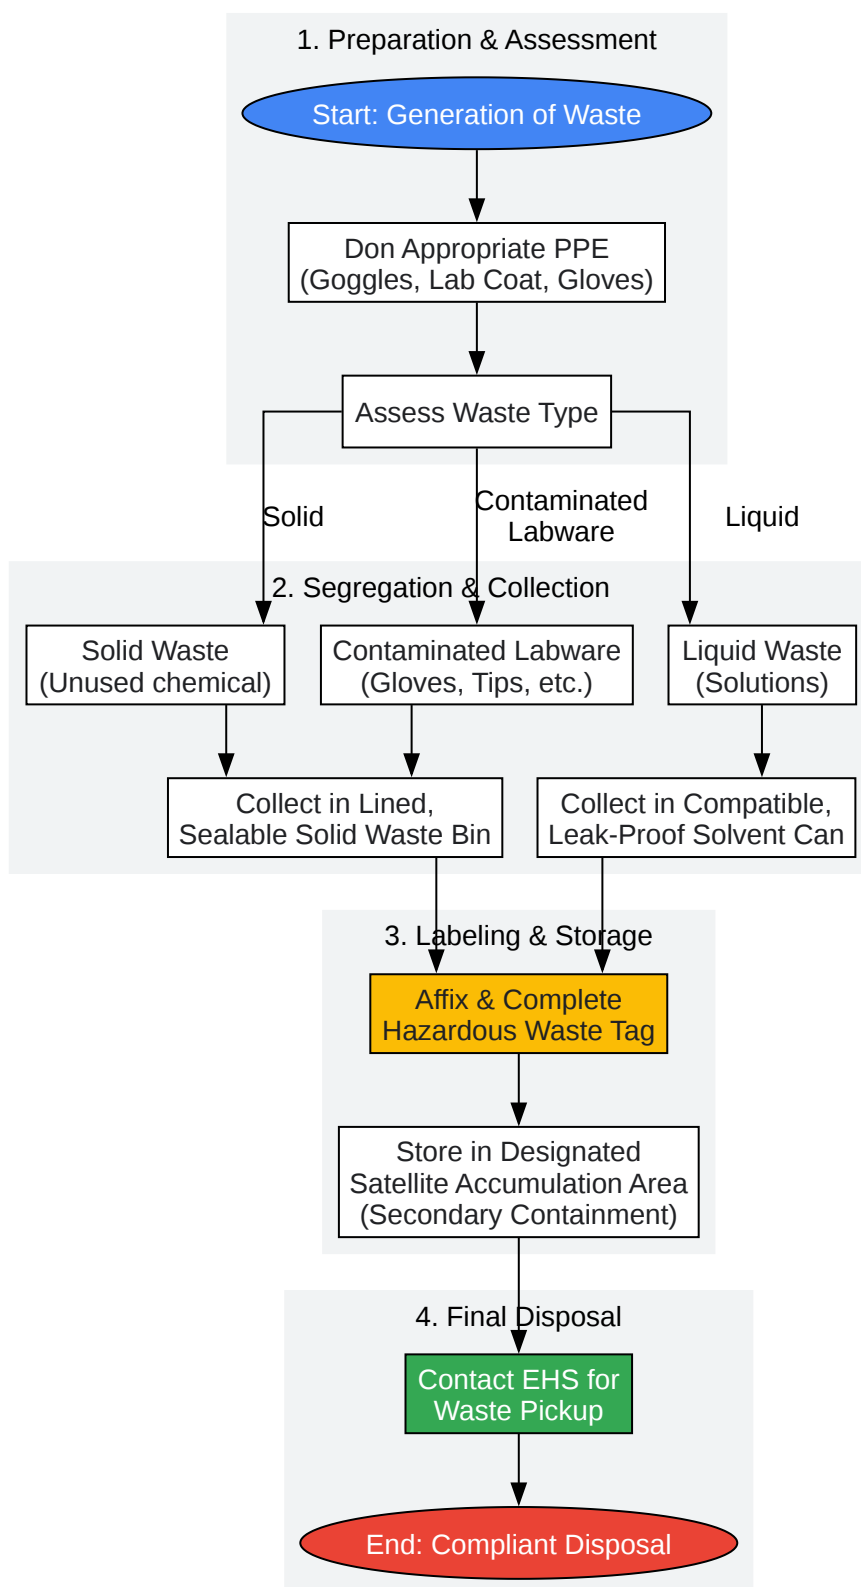 1. Preparation & Assessment
Start: Generation of Waste
Don Appropriate PPE
(Goggles, Lab Coat, Gloves)
Assess Waste Type
Solid
Contaminated
Labware
Liquid
2. Segregation & Collection
Solid Waste
(Unused chemical)
Contaminated Labware
(Gloves, Tips, etc.)
Liquid Waste
(Solutions)
Collect in Lined,
Sealable Solid Waste Bin
Collect in Compatible,
Leak-Proof Solvent Can
3. Labeling & Storage
Affix & Complete
Hazardous Waste Tag
Store in Designated
Satellite Accumulation Area
(Secondary Containment)
4. Final Disposal
Contact EHS for
Waste Pickup
End: Compliant Disposal